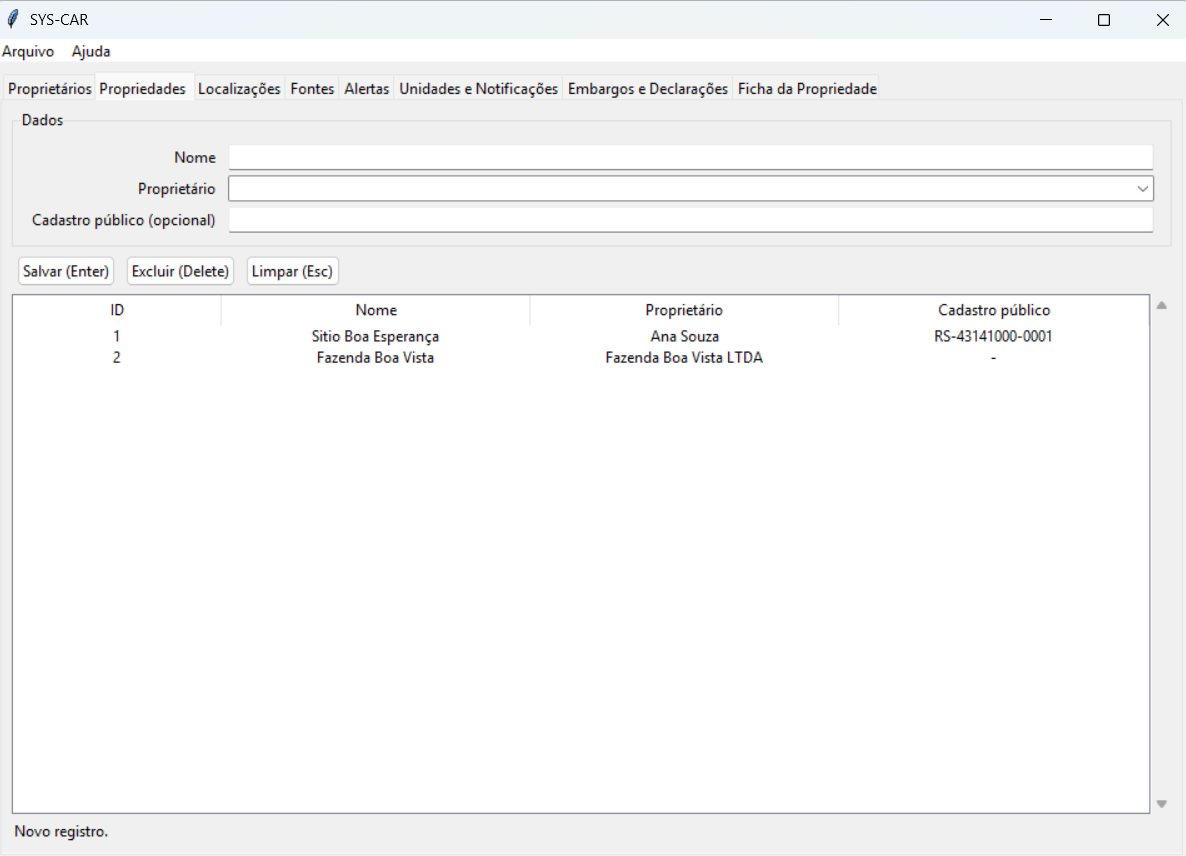 SYS-CAR
Arquivo Ajuda
Proprietários Propriedades Localizações Fontes Alertas Unidades e Notificações Embargos e Declarações Ficha da Propriedade
Dados
Nome
Proprietário
Cadastro público (opcional)
Salvar (Enter) Excluir (Delete) Limpar (Esc)
ID Nome Proprietário Cadastro público
1 Sitio Boa Esperança Ana Souza RS-43141000-0001
2 Fazenda Boa Vista Fazenda Boa Vista LTDA -
Novo registro.